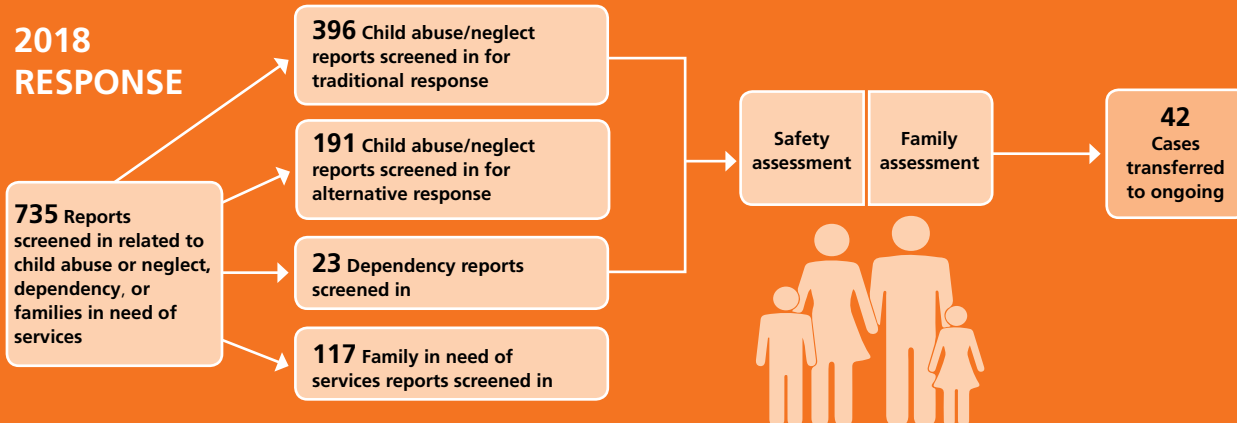 2018
RESPONSE
735 Reports
screened in related to
child abuse or neglect,
dependency, or
families in need of
services
396 Child abuse/neglect
reports screened in for
traditional response
191 Child abuse/neglect
reports screened in for
alternative response
23 Dependency reports
screened in
117 Family in need of
services reports screened in
Safety
assessment
Family
assessment
42
Cases
transferred
to ongoing